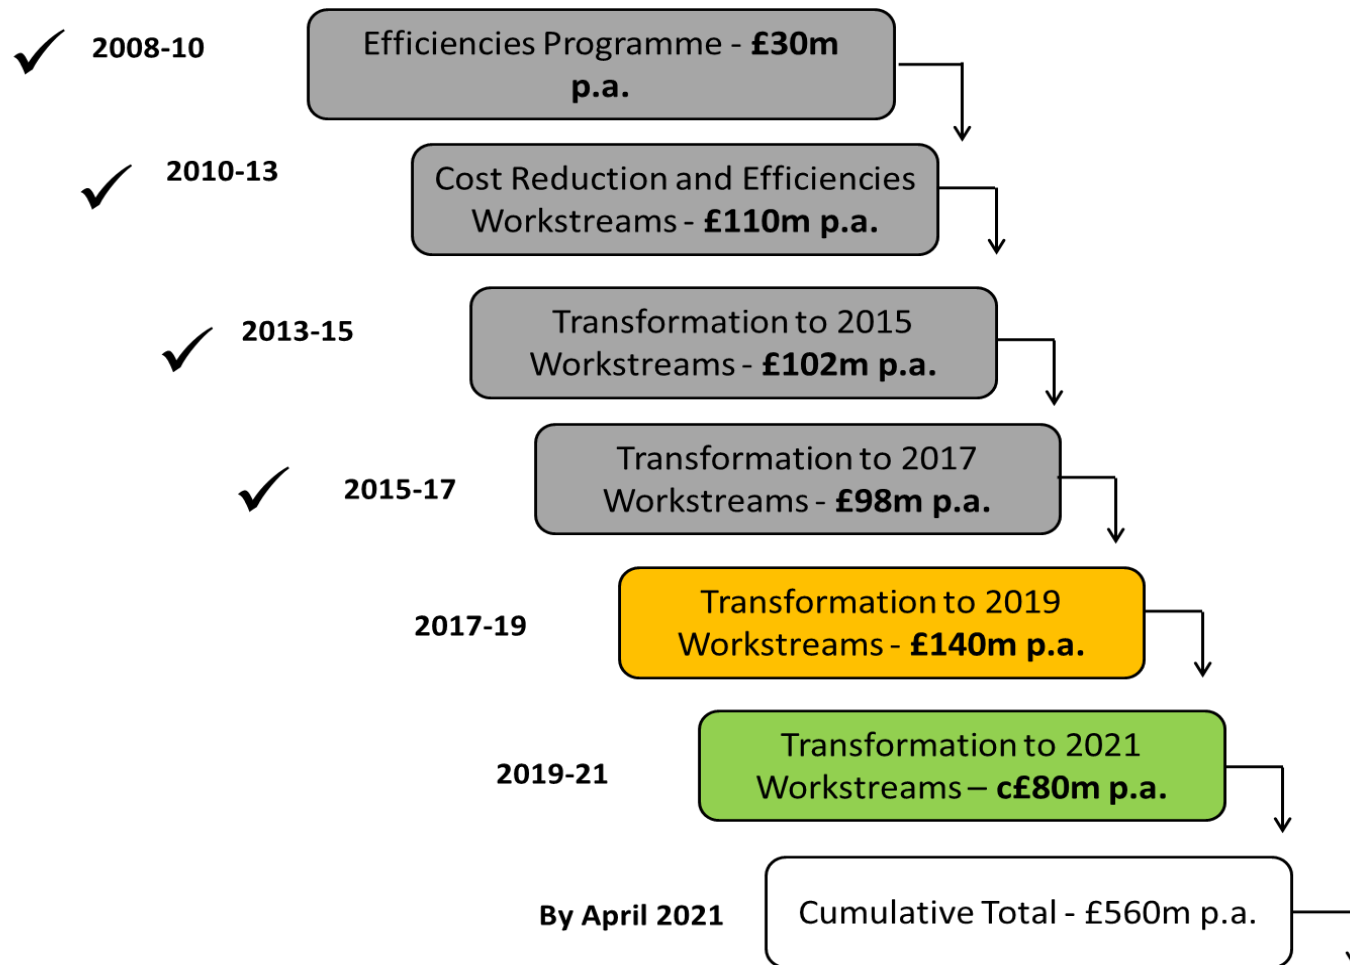 2008-10
Efficiencies Programme - £30m
p.a.
2010-13
Cost Reduction and Efficiencies
Workstreams - £110m p.a.
2013-15
Transformation to 2015
Workstreams - £102m p.a.
2015-17
Transformation to 2017
Workstreams - £98m p.a.
2017-19
Transformation to 2019
Workstreams - £140m p.a.
2019-21
Transformation to 2021
Workstreams – c£80m p.a.
By April 2021
Cumulative Total - £560m p.a.